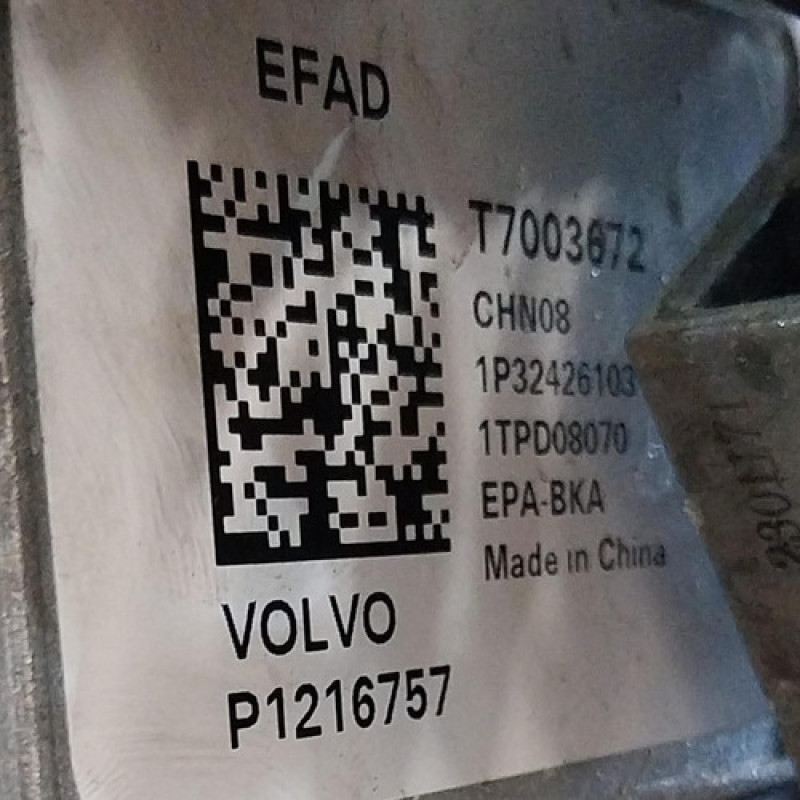 EFAD
T7003672
CHN08
1P32426103
1TPD08070
EPA-BKA
Made in China
VOLVO
P1216757